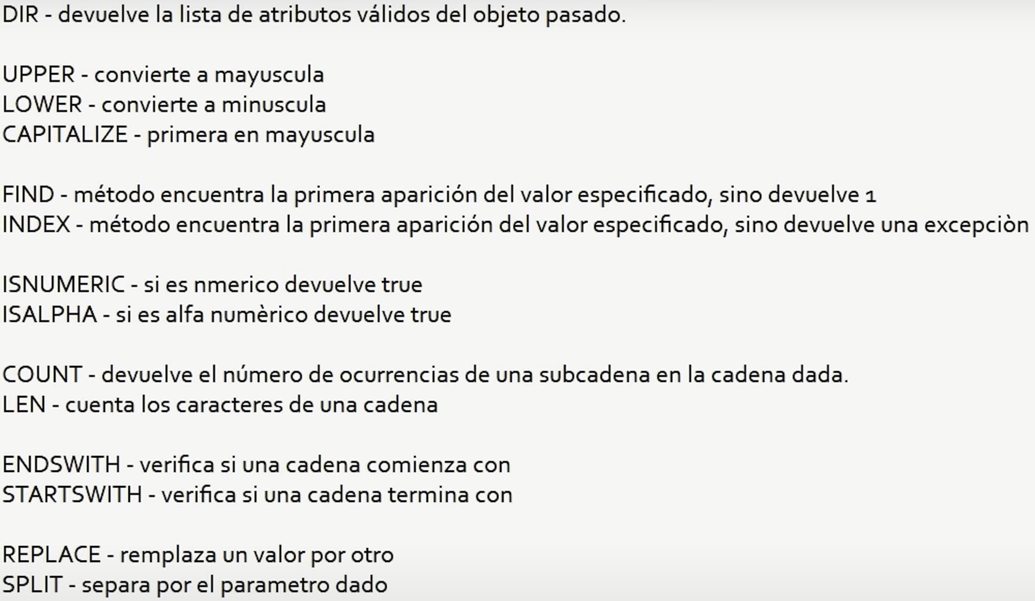 DIR - devuelve la lista de atributos válidos del objeto pasado.
UPPER - convierte a mayuscula
LOWER - convierte a minuscula
CAPITALIZE - primera en mayuscula
FIND - método encuentra la primera aparición del valor especificado, sino devuelve 1
INDEX - método encuentra la primera aparición del valor especificado, sino devuelve una excepciòn
ISNUMERIC - si es nmerico devuelve true
ISALPHA - si es alfa numèrico devuelve true
COUNT - devuelve el número de ocurrencias de una subcadena en la cadena dada.
LEN - cuenta los caracteres de una cadena
ENDSWITH - verifica si una cadena comienza con
STARTSWITH - verifica si una cadena termina con
REPLACE - remplaza un valor por otro
SPLIT - separa por el parametro dado